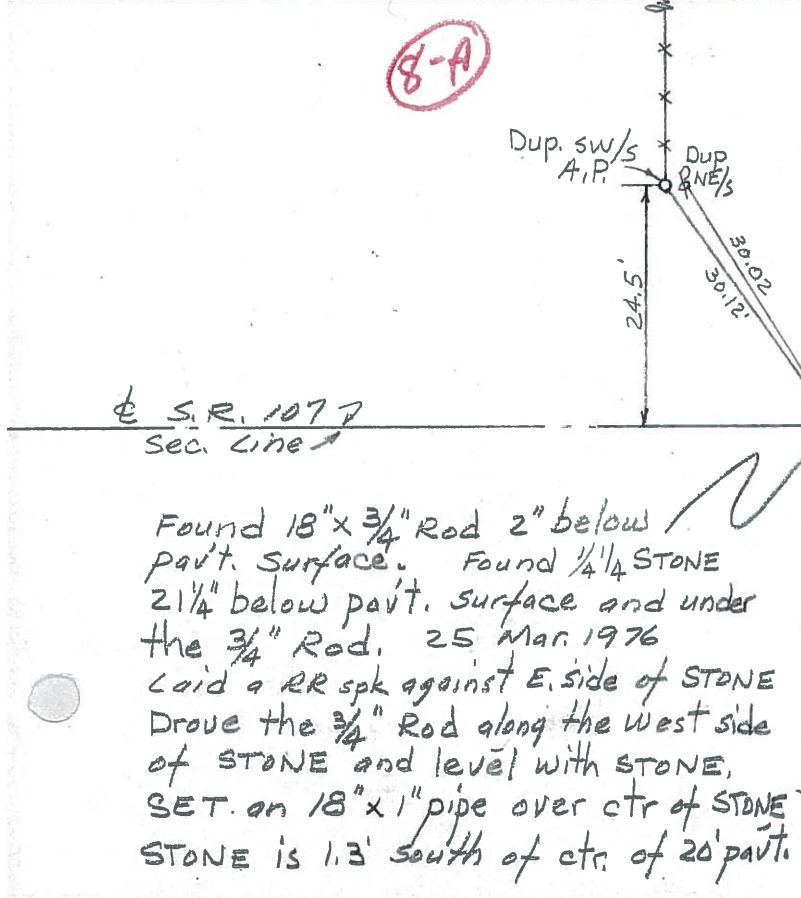 8-A
Dup. SW/S
A.P.
Dup
NE/S
24.5'
30.02
30.12'
℄ S.R. 107
Sec. Line
Found 18"x 3/4" Rod 2" below
pav't. Surface. Found 1/4 1/4 STONE
21 1/4" below pav't. surface and under
the 3/4" Rod. 25 Mar. 1976
Laid a RR spk against E. side of STONE
Drove the 3/4" Rod along the West side
of STONE and level with STONE.
SET an 18"x 1" pipe over ctr of STONE
STONE is 1.3' South of ctr. of 20' pav't.